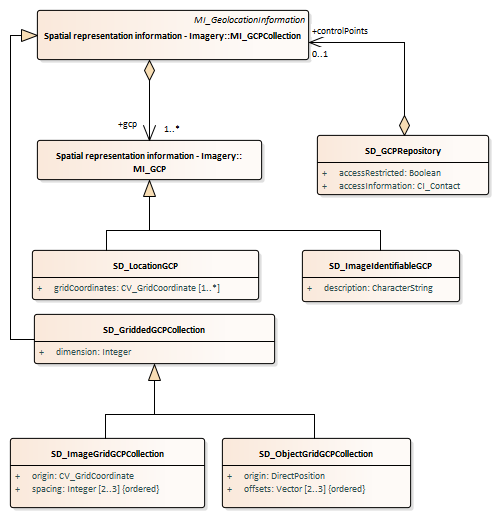 MI_GeolocationInformation
Spatial representation information - Imagery::MI_GCPCollection
+controlPoints
0..1
+gcp
1..*
Spatial representation information - Imagery::
MI_GCP
SD_GCPRepository
+ accessRestricted: Boolean
+ accessInformation: CI_Contact
SD_LocationGCP
+ gridCoordinates: CV_GridCoordinate [1..*]
SD_ImageIdentifiableGCP
+ description: CharacterString
SD_GriddedGCPCollection
+ dimension: Integer
SD_ImageGridGCPCollection
+ origin: CV_GridCoordinate
+ spacing: Integer [2..3] {ordered}
SD_ObjectGridGCPCollection
+ origin: DirectPosition
+ offsets: Vector [2..3] {ordered}